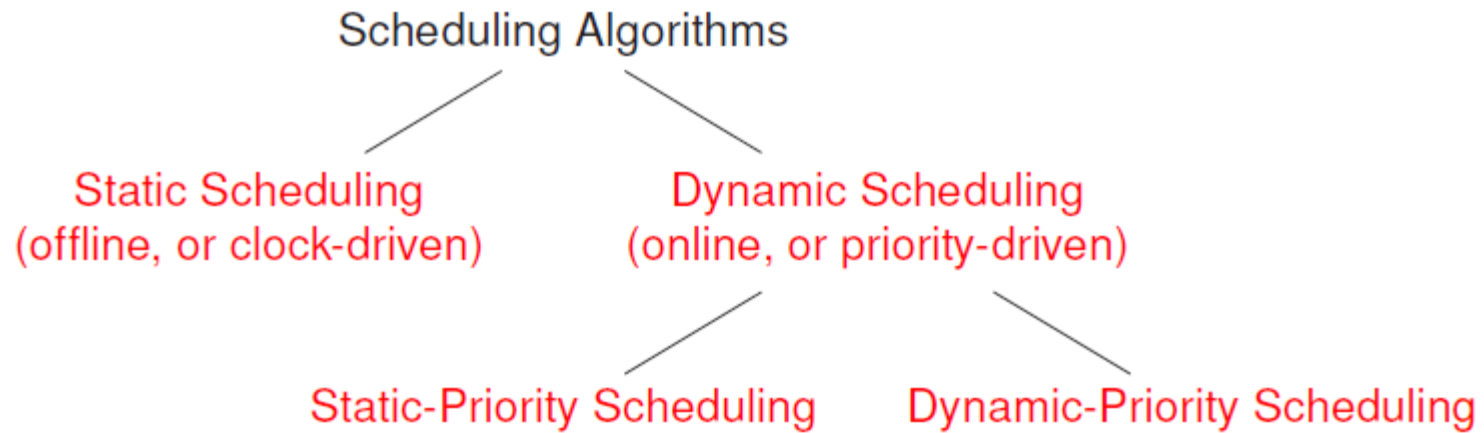 Scheduling Algorithms
Static Scheduling
(offline, or clock-driven)
Dynamic Scheduling
(online, or priority-driven)
Static-Priority Scheduling
Dynamic-Priority Scheduling